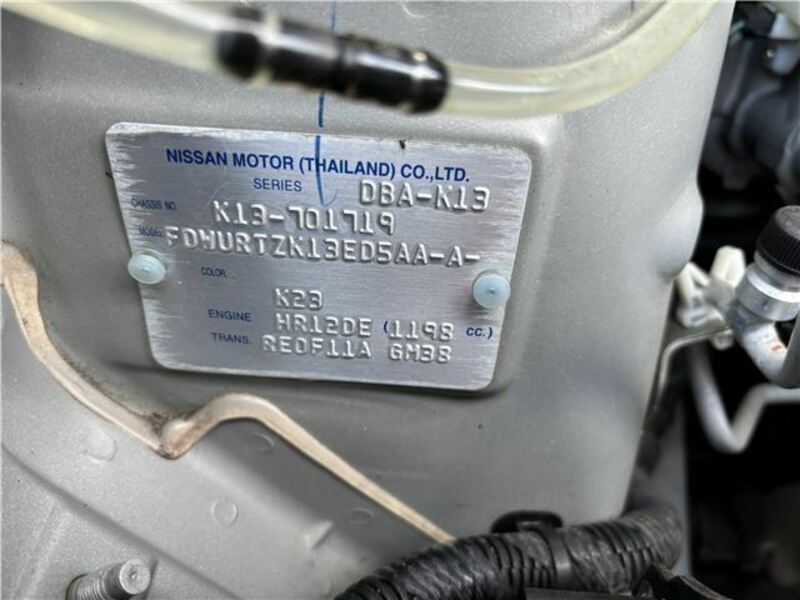 NISSAN MOTOR (THAILAND) CO.,LTD.
SERIES DBA-K13
CHASSIS NO. K13-701719
MODEL FDWURTZK13ED5AA-A-
COLOR
K23
ENGINE HR12DE (1198 CC.)
TRANS. RE0F11A GM38